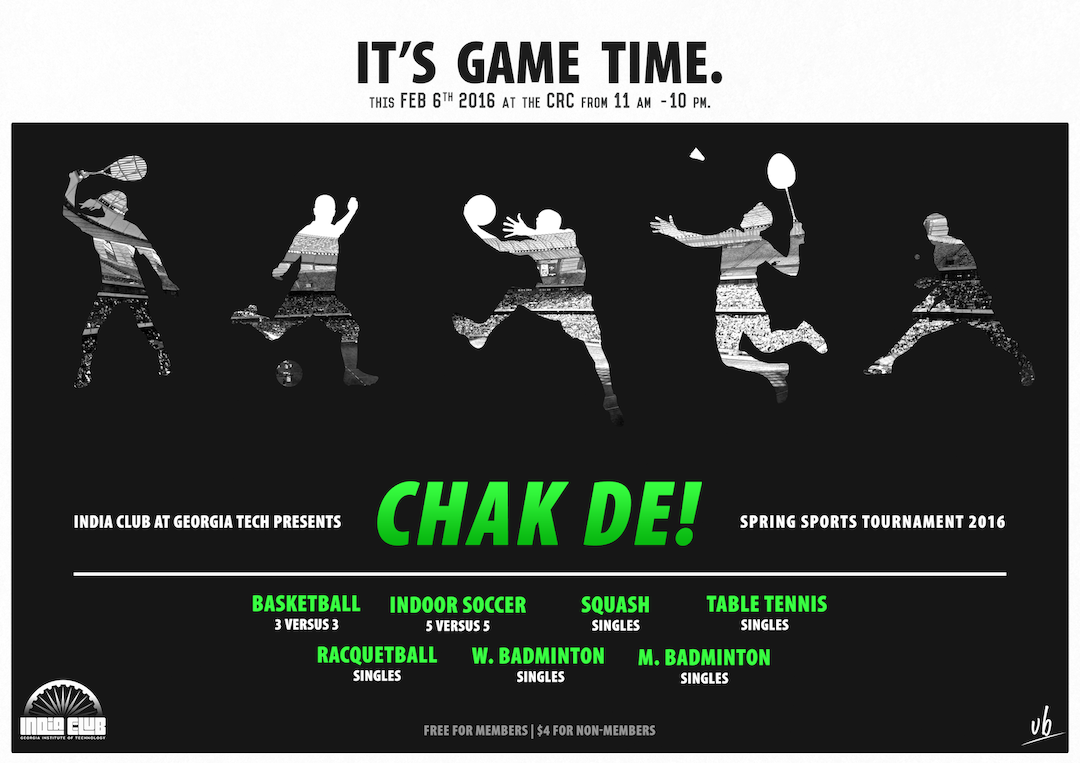 IT'S GAME TIME.
THIS FEB 6TH 2016 AT THE CRC FROM 11 AM - 10 PM.
INDIA CLUB AT GEORGIA TECH PRESENTS
CHAK DE!
SPRING SPORTS TOURNAMENT 2016
BASKETBALL
3 VERSUS 3
INDOOR SOCCER
5 VERSUS 5
SQUASH
SINGLES
TABLE TENNIS
SINGLES
RACQUETBALL
SINGLES
W. BADMINTON
SINGLES
M. BADMINTON
SINGLES
INDIA CLUB
GEORGIA INSTITUTE OF TECHNOLOGY
FREE FOR MEMBERS | $4 FOR NON-MEMBERS
vb